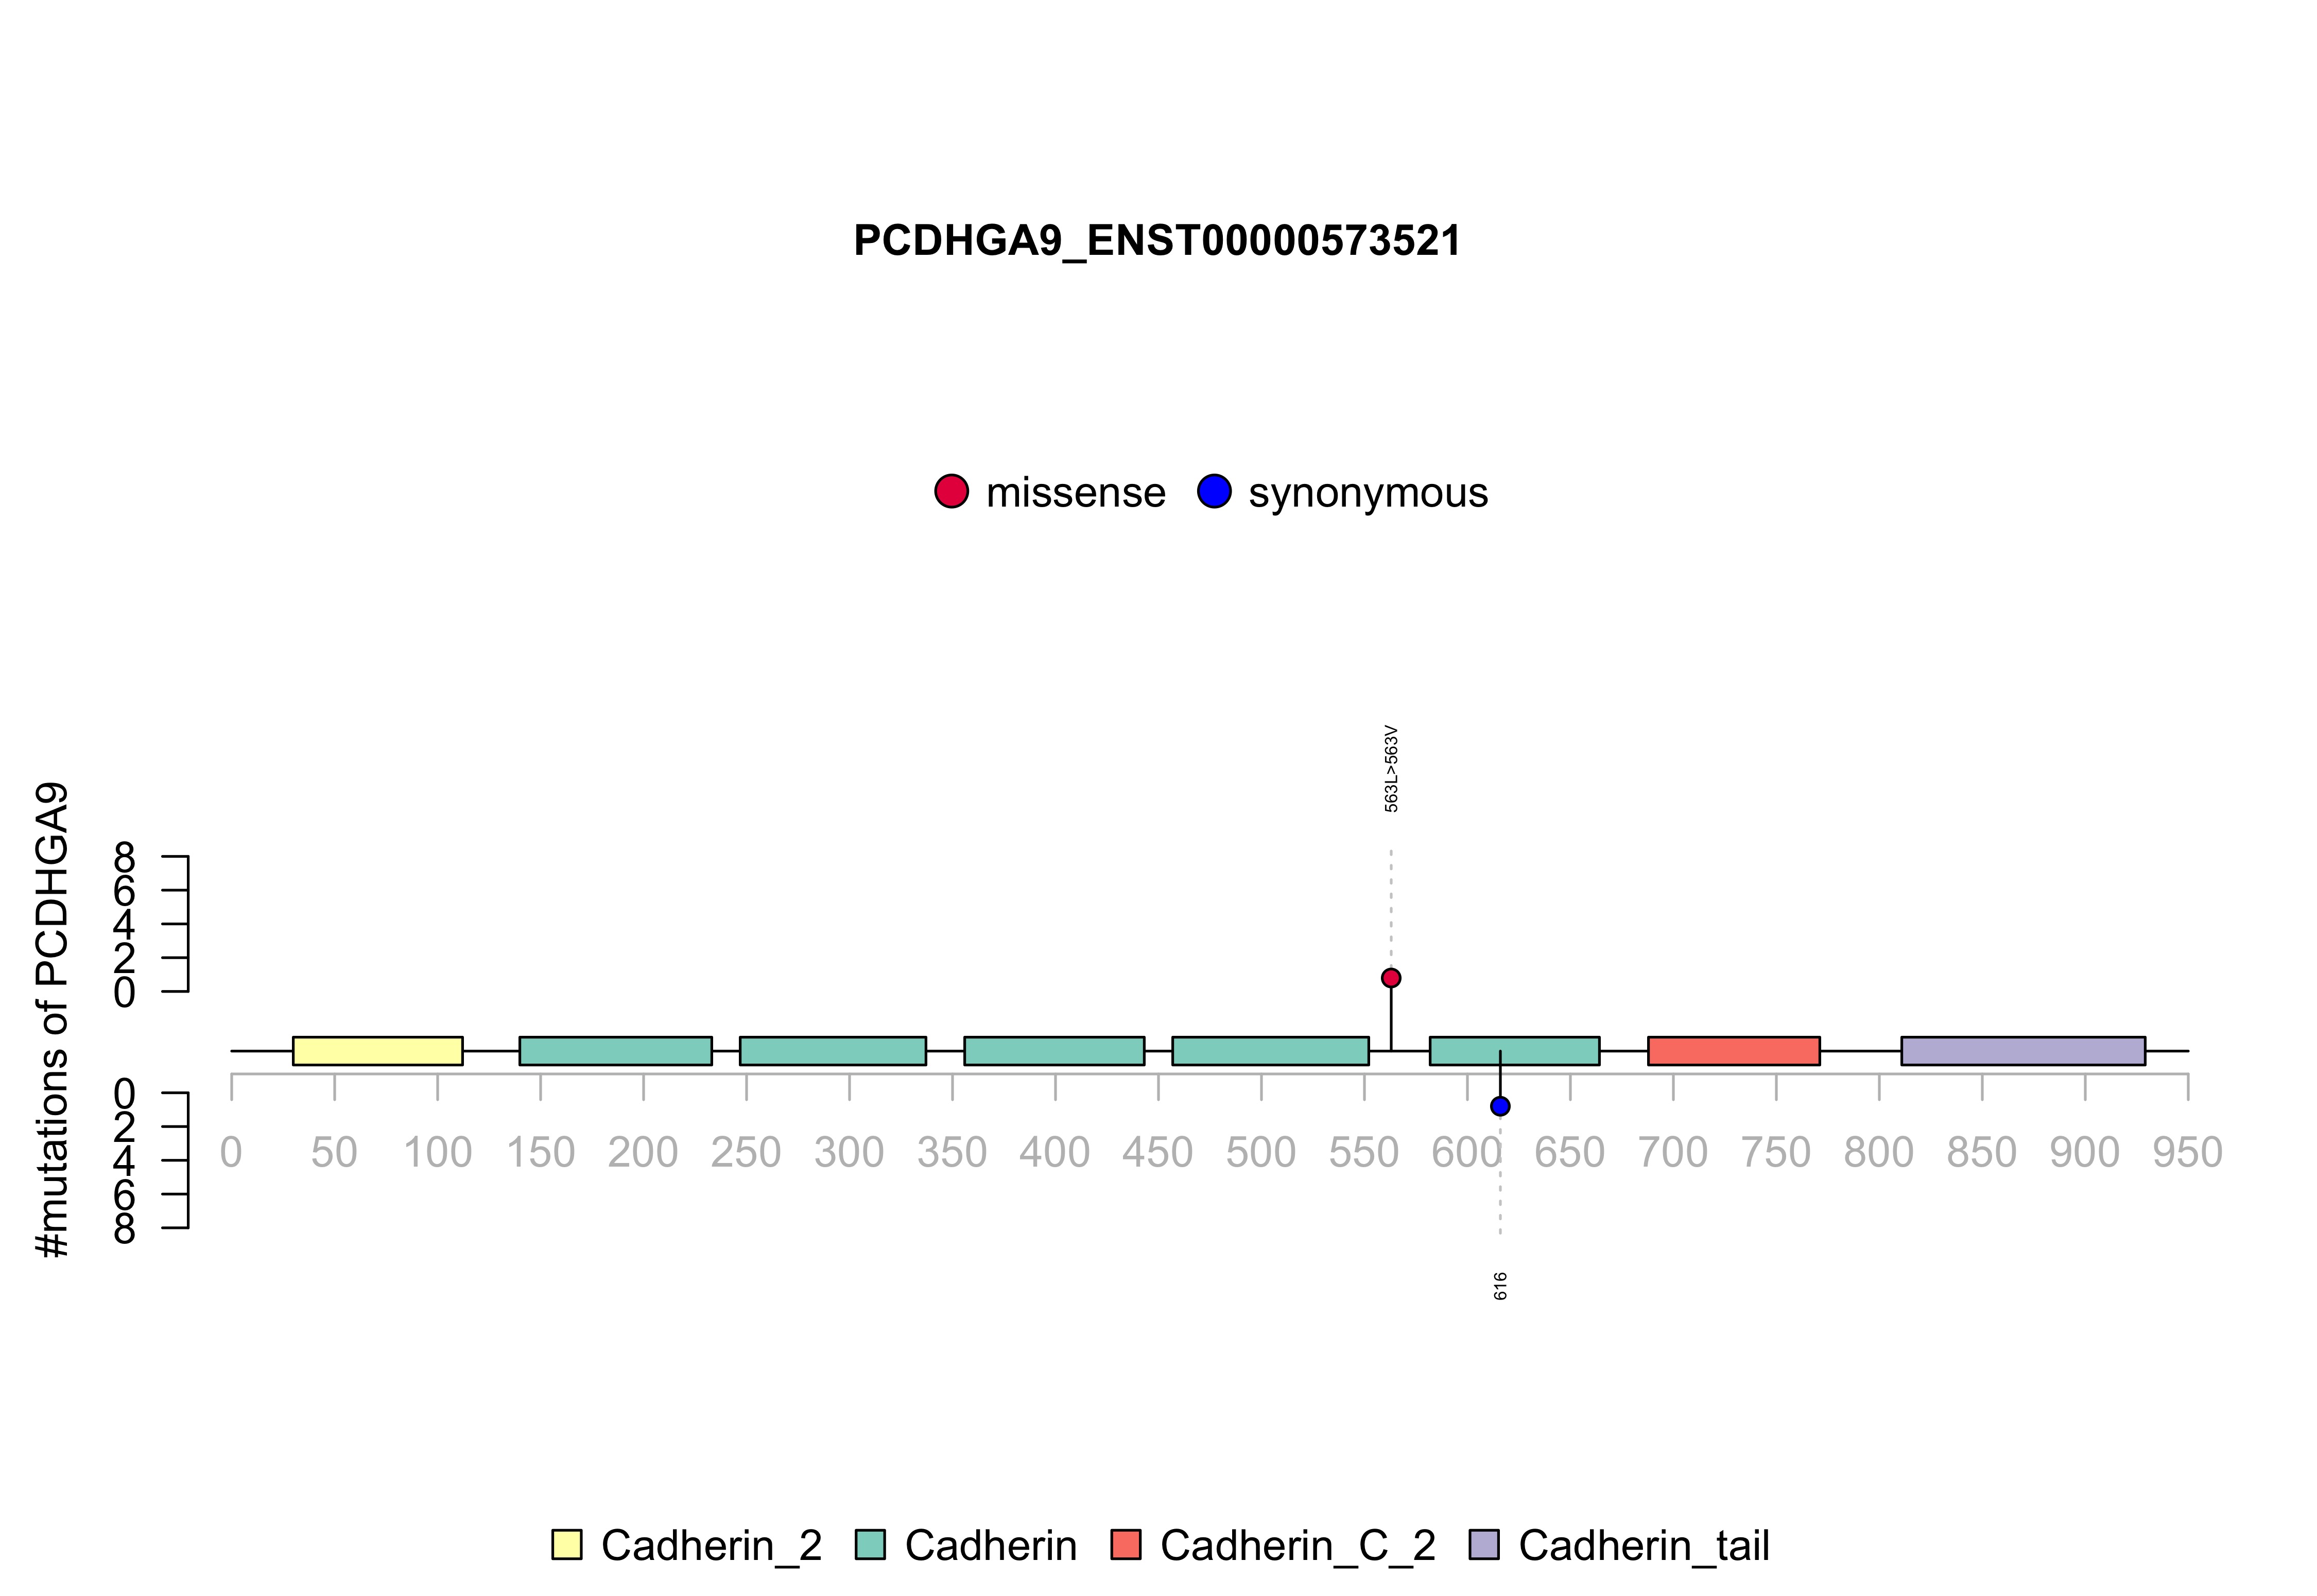 PCDHGA9_ENST00000573521
missense synonymous
563L>563V
#mutations of PCDHGA9
8
6
4
2
0
0
2
4
6
8
0 50 100 150 200 250 300 350 400 450 500 550 600 650 700 750 800 850 900 950
616
Cadherin_2 Cadherin Cadherin_C_2 Cadherin_tail